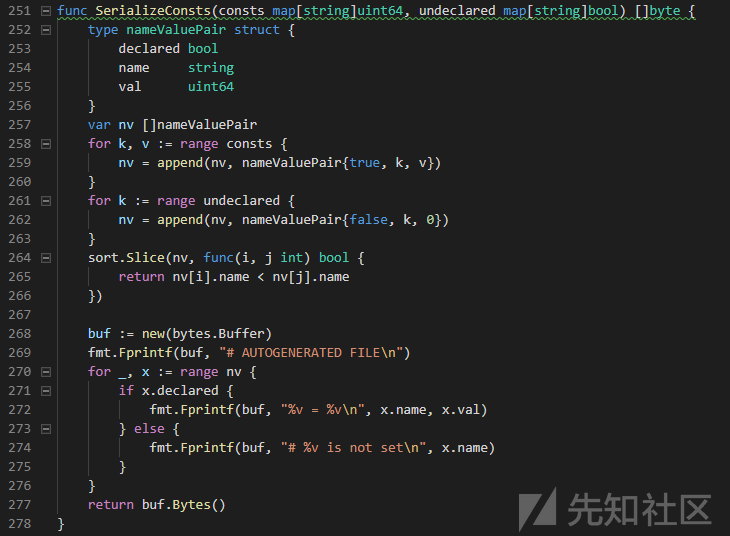 251 func SerializeConsts(consts map[string]uint64, undeclared map[string]bool) []byte {
252     type nameValuePair struct {
253         declared bool
254         name     string
255         val      uint64
256     }
257     var nv []nameValuePair
258     for k, v := range consts {
259         nv = append(nv, nameValuePair{true, k, v})
260     }
261     for k := range undeclared {
262         nv = append(nv, nameValuePair{false, k, 0})
263     }
264     sort.Slice(nv, func(i, j int) bool {
265         return nv[i].name < nv[j].name
266     })
267
268     buf := new(bytes.Buffer)
269     fmt.Fprintf(buf, "# AUTOGENERATED FILE\n")
270     for _, x := range nv {
271         if x.declared {
272             fmt.Fprintf(buf, "%v = %v\n", x.name, x.val)
273         } else {
274             fmt.Fprintf(buf, "# %v is not set\n", x.name)
275         }
276     }
277     return buf.Bytes()
278 }
先知社区